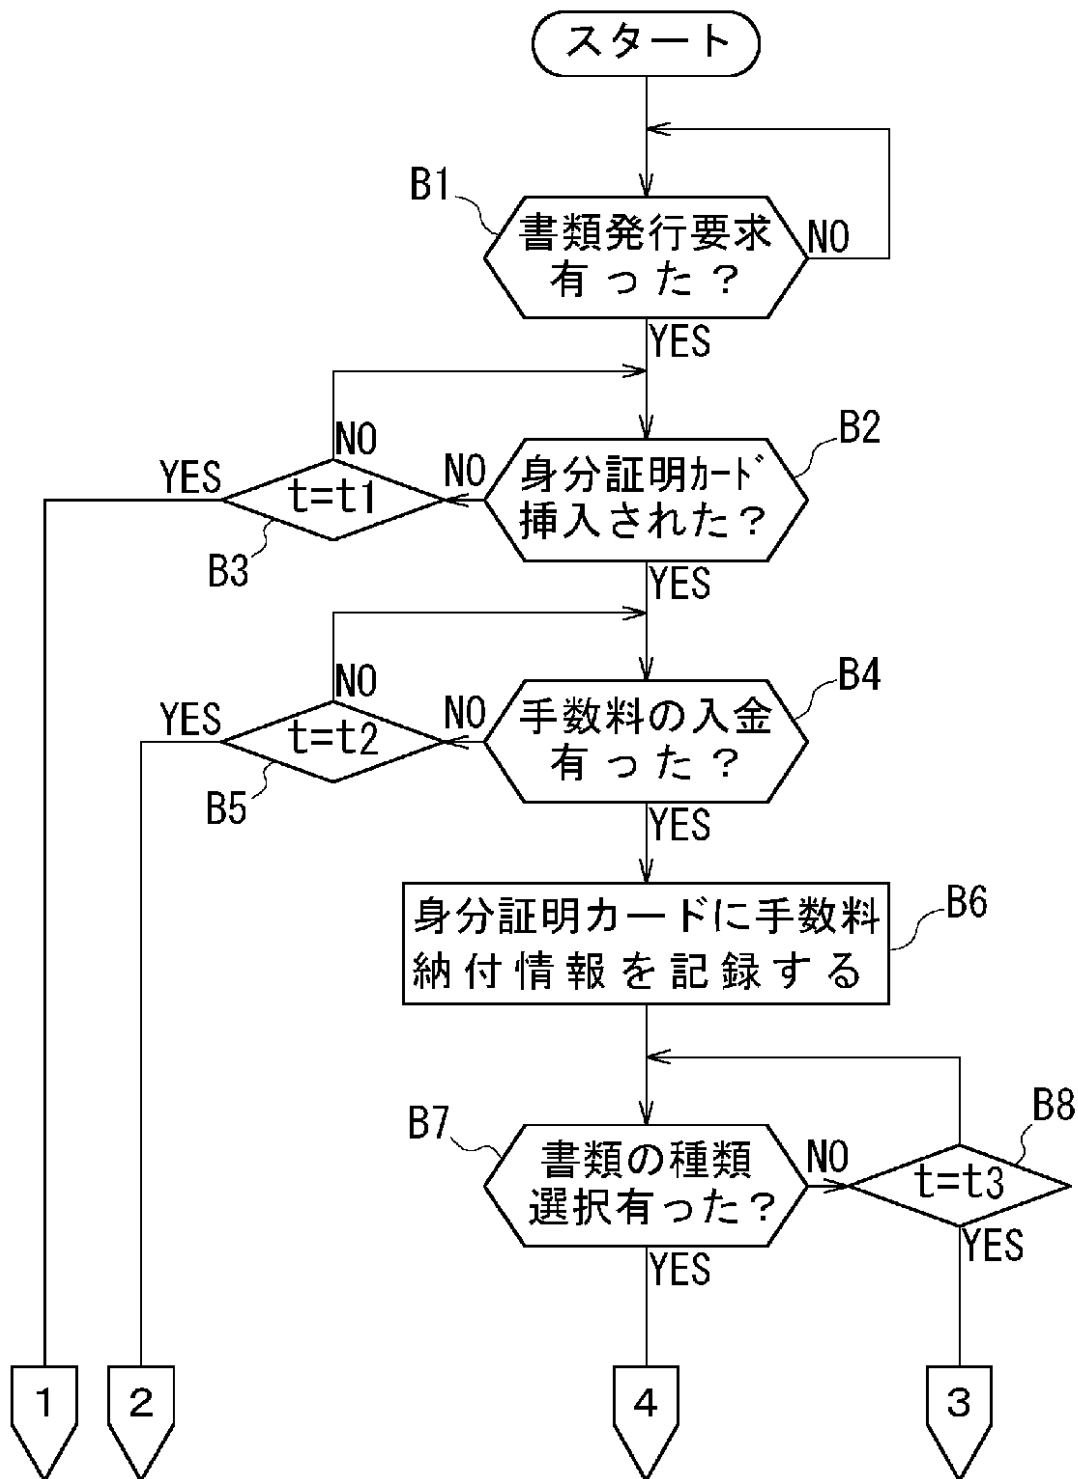 スタート
B1
書類発行要求
有った？
NO
YES
B2
身分証明ｶｰﾄﾞ
挿入された？
NO
NO
YES
t=t1
B3
YES
B4
手数料の入金
有った？
NO
NO
YES
t=t2
B5
YES
B6
身分証明カードに手数料
納付情報を記録する
B7
書類の種類
選択有った？
NO
B8
t=t3
YES
YES
1
2
4
3